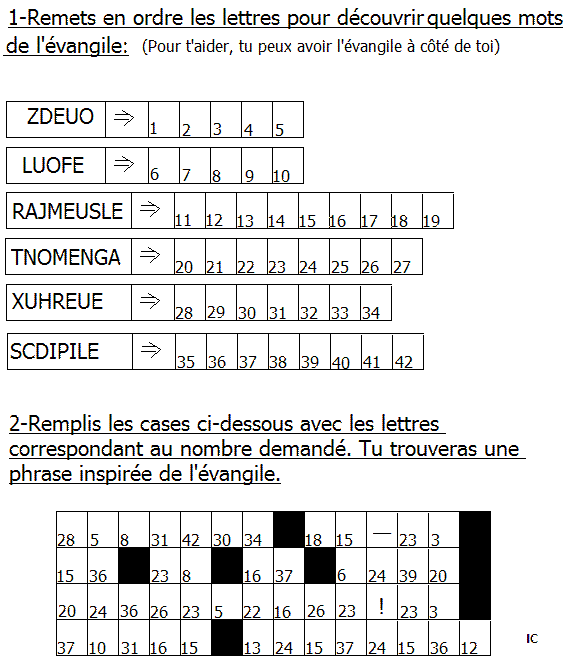 1-Remets en ordre les lettres pour découvrir quelques mots
de l'évangile: (Pour t'aider, tu peux avoir l'évangile à côté de toi)
ZDEUO ⇒ 1 2 3 4 5
LUOFE ⇒ 6 7 8 9 10
RAJMEUSLE ⇒ 11 12 13 14 15 16 17 18 19
TNOMENGA ⇒ 20 21 22 23 24 25 26 27
XUHREUE ⇒ 28 29 30 31 32 33 34
SCDIPILE ⇒ 35 36 37 38 39 40 41 42
2-Remplis les cases ci-dessous avec les lettres
correspondant au nombre demandé. Tu trouveras une
phrase inspirée de l'évangile.
28 5 8 31 42 30 34 18 15 — 23 3
15 36 23 8 16 37 6 24 39 20
20 24 36 26 23 5 22 16 26 23 ! 23 3
37 10 31 16 15 13 24 15 37 24 15 36 12
IC